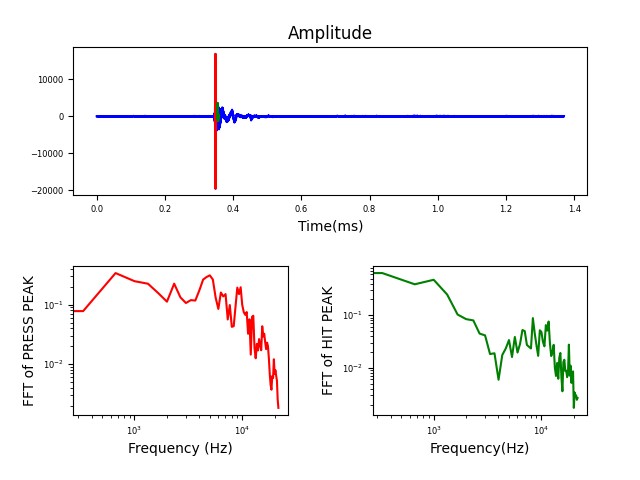 Amplitude
10000
0
−10000
−20000
0.0 0.2 0.4 0.6 0.8 1.0 1.2 1.4
Time(ms)
FFT of PRESS PEAK
10⁻¹
10⁻²
10³ 10⁴
Frequency (Hz)
FFT of HIT PEAK
10⁻¹
10⁻²
10³ 10⁴
Frequency(Hz)